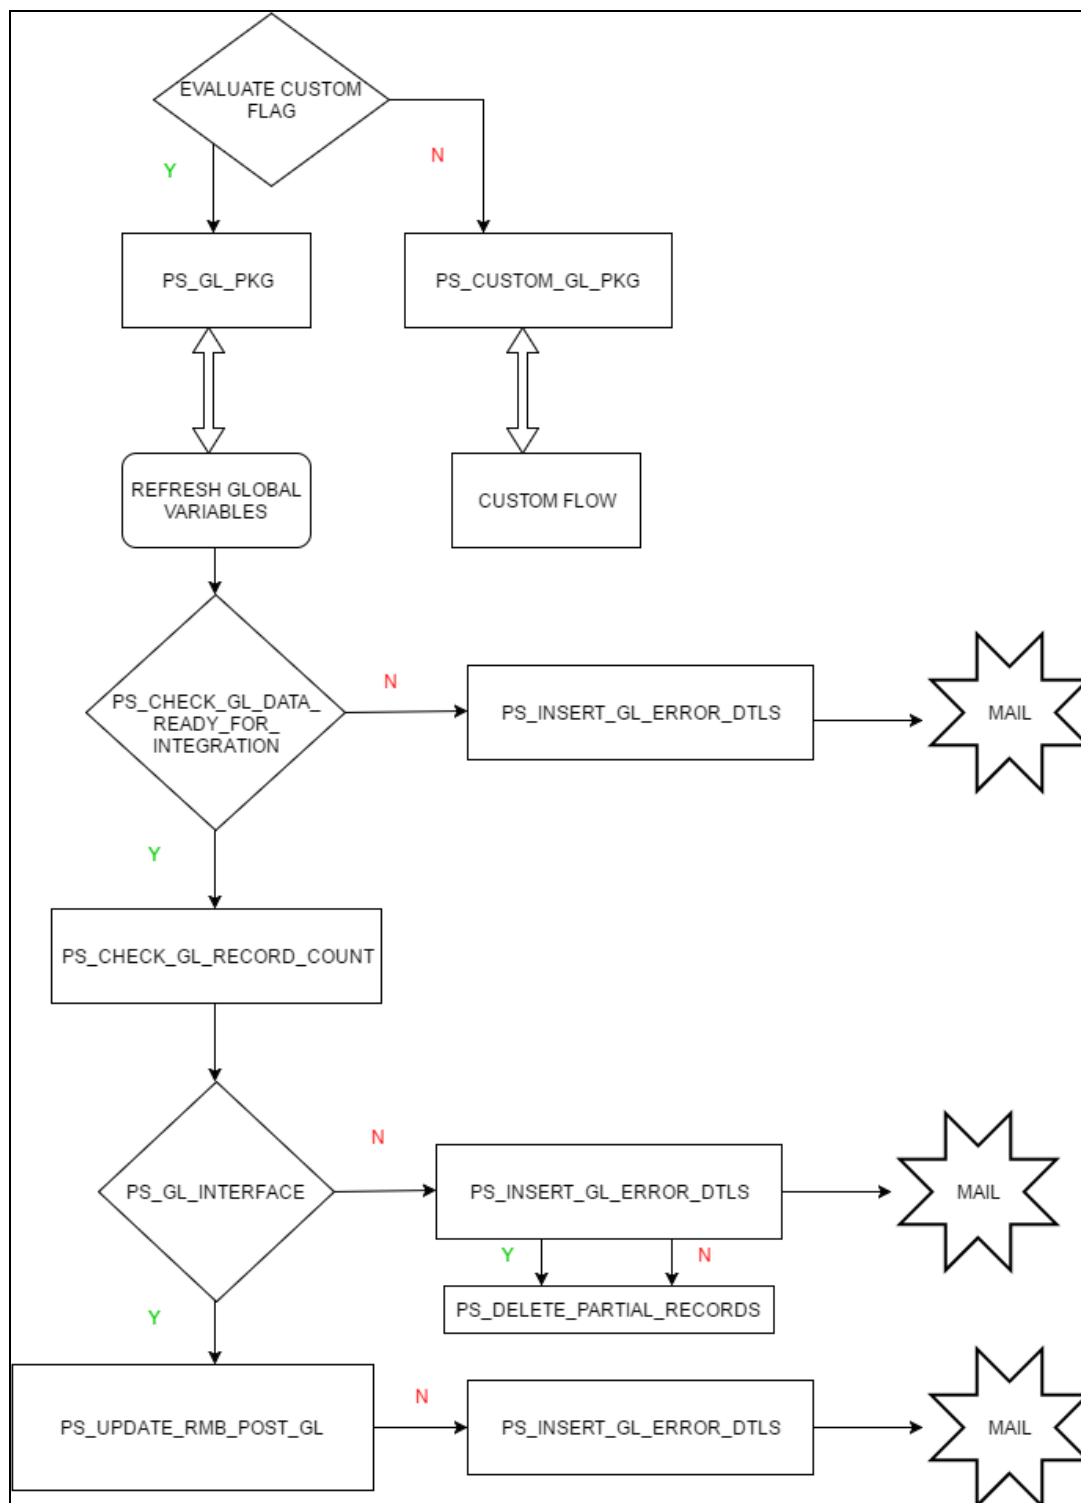 EVALUATE CUSTOM
FLAG
Y
N
PS_GL_PKG
PS_CUSTOM_GL_PKG
REFRESH GLOBAL
VARIABLES
CUSTOM FLOW
PS_CHECK_GL_DATA_
READY_FOR_
INTEGRATION
N
PS_INSERT_GL_ERROR_DTLS
MAIL
Y
PS_CHECK_GL_RECORD_COUNT
PS_GL_INTERFACE
N
PS_INSERT_GL_ERROR_DTLS
MAIL
Y
N
PS_DELETE_PARTIAL_RECORDS
Y
PS_UPDATE_RMB_POST_GL
N
PS_INSERT_GL_ERROR_DTLS
MAIL